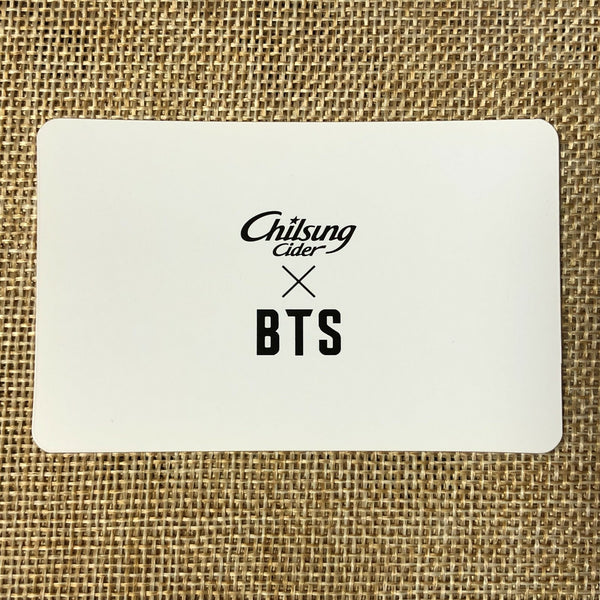 Chilsung
Cider
×
BTS